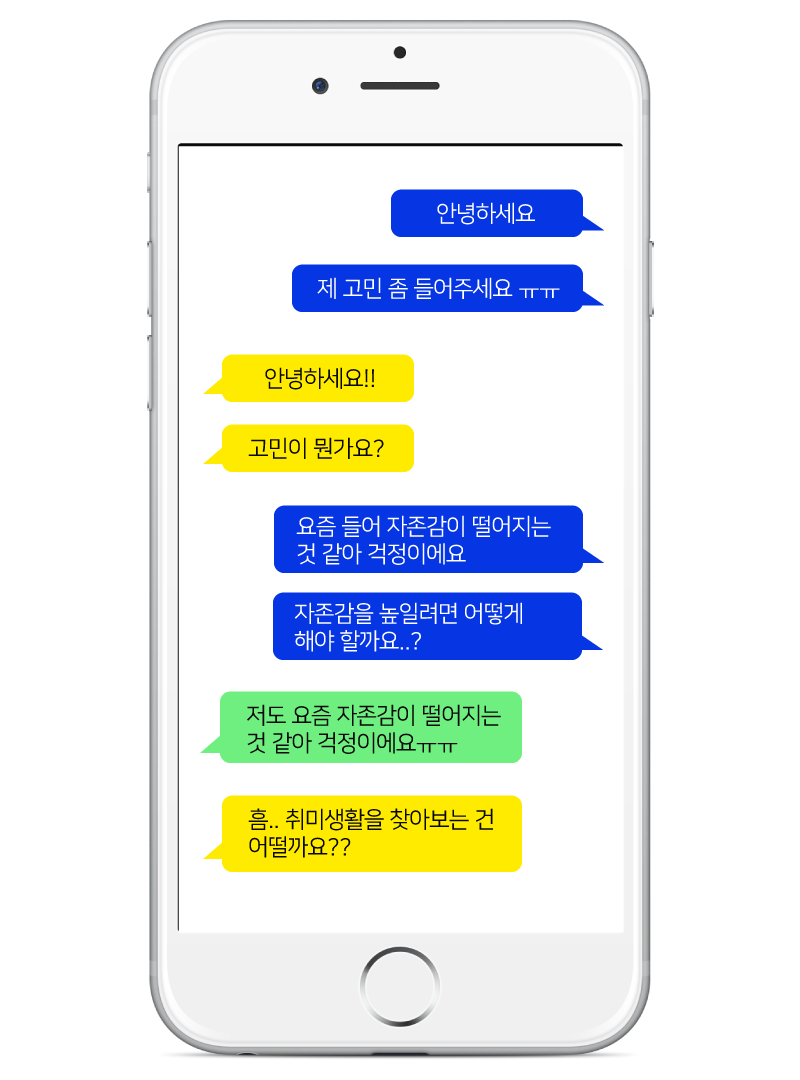 안녕하세요
제 고민 좀 들어주세요 ㅠㅠ
안녕하세요!!
고민이 뭔가요?
요즘 들어 자존감이 떨어지는
것 같아 걱정이에요
자존감을 높일려면 어떻게
해야 할까요..?
저도 요즘 자존감이 떨어지는
것 같아 걱정이에요ㅠㅠ
흠.. 취미생활을 찾아보는 건
어떨까요??